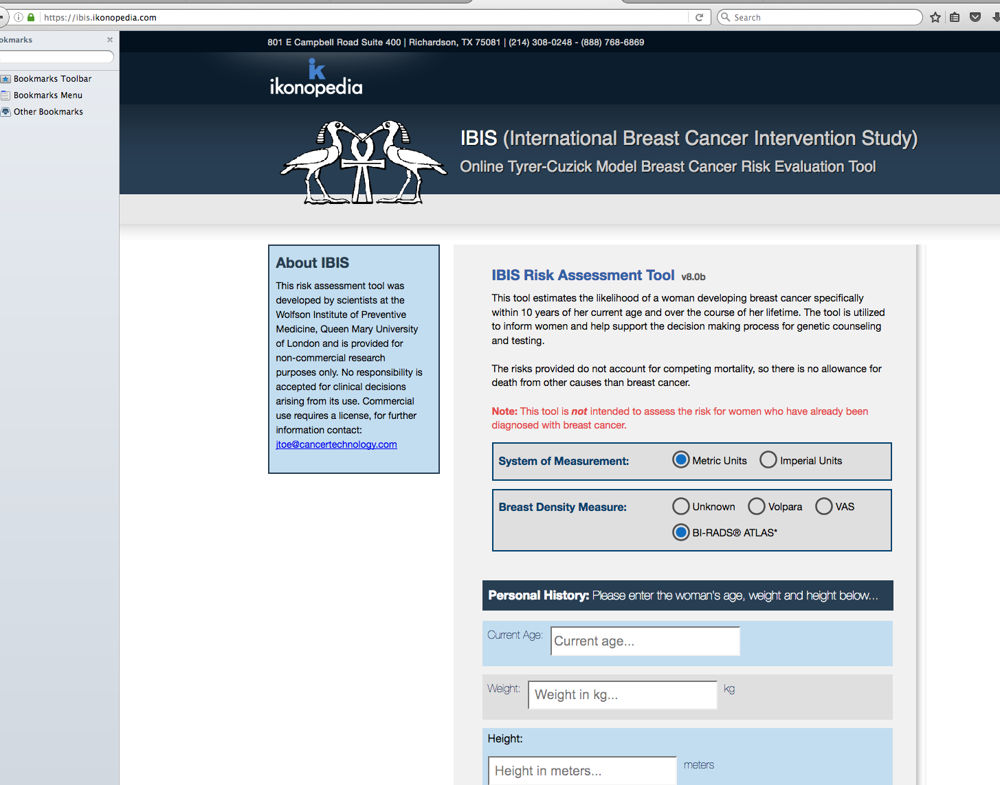 https://ibis.ikonopedia.com
Search
okmarks
Bookmarks Toolbar
Bookmarks Menu
Other Bookmarks
801 E Campbell Road Suite 400 | Richardson, TX 75081 | (214) 308-0248 - (888) 768-6869
ik
ikonopedia
IBIS (International Breast Cancer Intervention Study)
Online Tyrer-Cuzick Model Breast Cancer Risk Evaluation Tool
About IBIS
This risk assessment tool was
developed by scientists at the
Wolfson Institute of Preventive
Medicine, Queen Mary University
of London and is provided for
non-commercial research
purposes only. No responsibility is
accepted for clinical decisions
arising from its use. Commercial
use requires a license, for further
information contact:
jtoe@cancertechnology.com
IBIS Risk Assessment Tool v8.0b
This tool estimates the likelihood of a woman developing breast cancer specifically
within 10 years of her current age and over the course of her lifetime. The tool is utilized
to inform women and help support the decision making process for genetic counseling
and testing.
The risks provided do not account for competing mortality, so there is no allowance for
death from other causes than breast cancer.
Note: This tool is not intended to assess the risk for women who have already been
diagnosed with breast cancer.
System of Measurement: Metric Units Imperial Units
Breast Density Measure: Unknown Volpara VAS
BI-RADS® ATLAS*
Personal History: Please enter the woman's age, weight and height below...
Current Age: Current age...
Weight: Weight in kg... kg
Height:
Height in meters... meters